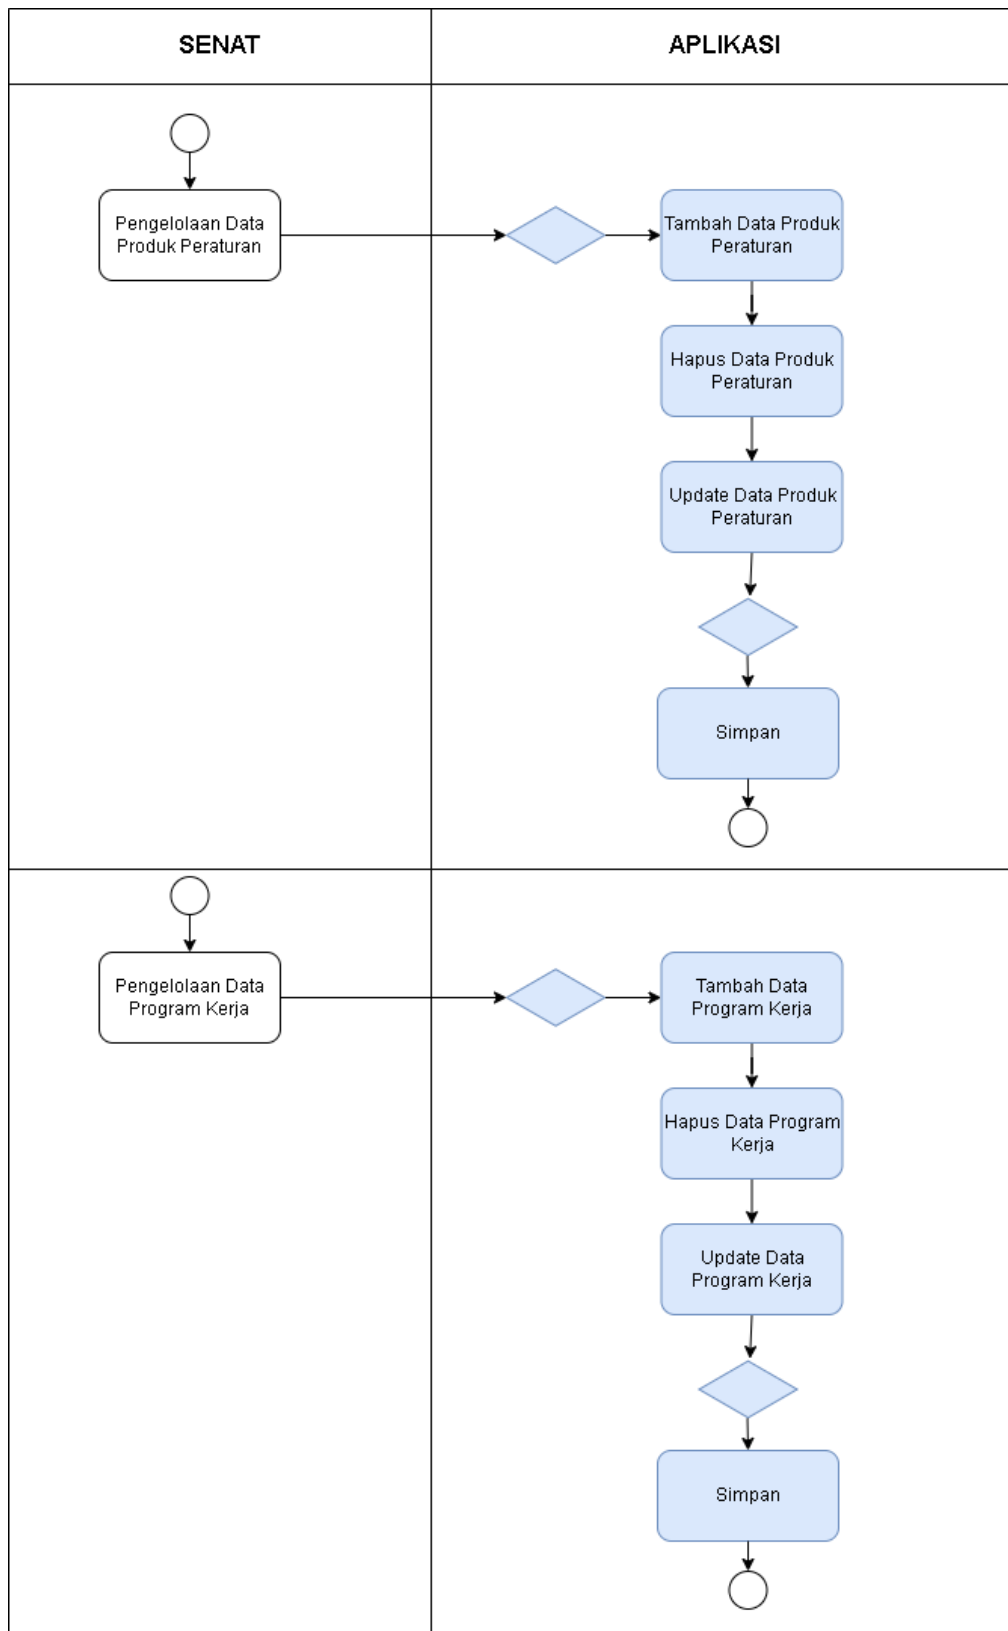 SENAT
APLIKASI
Pengelolaan Data
Produk Peraturan
Tambah Data Produk
Peraturan
Hapus Data Produk
Peraturan
Update Data Produk
Peraturan
Simpan
Pengelolaan Data
Program Kerja
Tambah Data
Program Kerja
Hapus Data Program
Kerja
Update Data
Program Kerja
Simpan